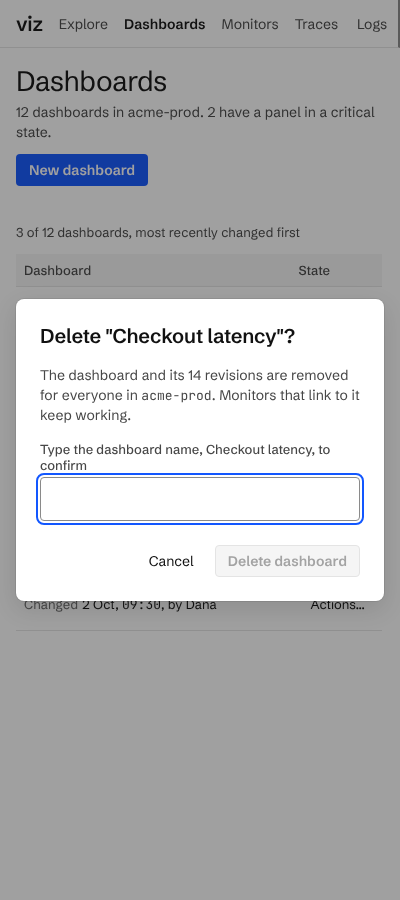 viz Explore Dashboards Monitors Traces Logs
Dashboards
12 dashboards in acme-prod. 2 have a panel in a critical
state.
New dashboard
3 of 12 dashboards, most recently changed first
Dashboard State
Delete "Checkout latency"?
The dashboard and its 14 revisions are removed
for everyone in acme-prod. Monitors that link to it
keep working.
Type the dashboard name, Checkout latency, to
confirm
Cancel Delete dashboard
Changed 2 Oct, 09:30, by Dana Actions…